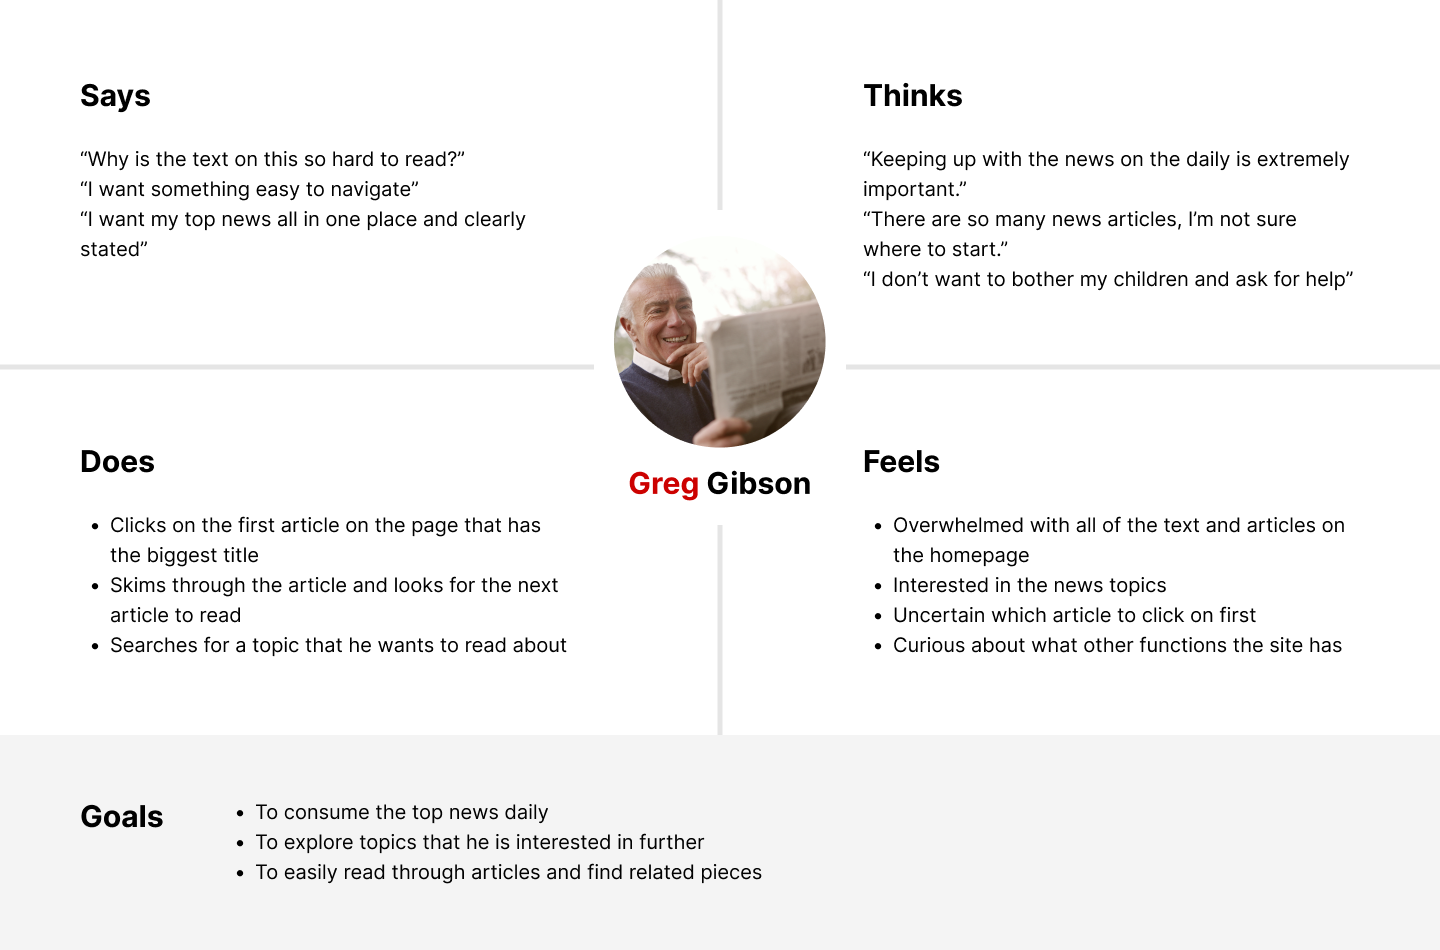 Says
“Why is the text on this so hard to read?”
“I want something easy to navigate”
“I want my top news all in one place and clearly
stated”
Thinks
“Keeping up with the news on the daily is extremely
important.”
“There are so many news articles, I’m not sure
where to start.”
“I don’t want to bother my children and ask for help”
Greg Gibson
Does
• Clicks on the first article on the page that has
the biggest title
• Skims through the article and looks for the next
article to read
• Searches for a topic that he wants to read about
Feels
• Overwhelmed with all of the text and articles on
the homepage
• Interested in the news topics
• Uncertain which article to click on first
• Curious about what other functions the site has
Goals
• To consume the top news daily
• To explore topics that he is interested in further
• To easily read through articles and find related pieces